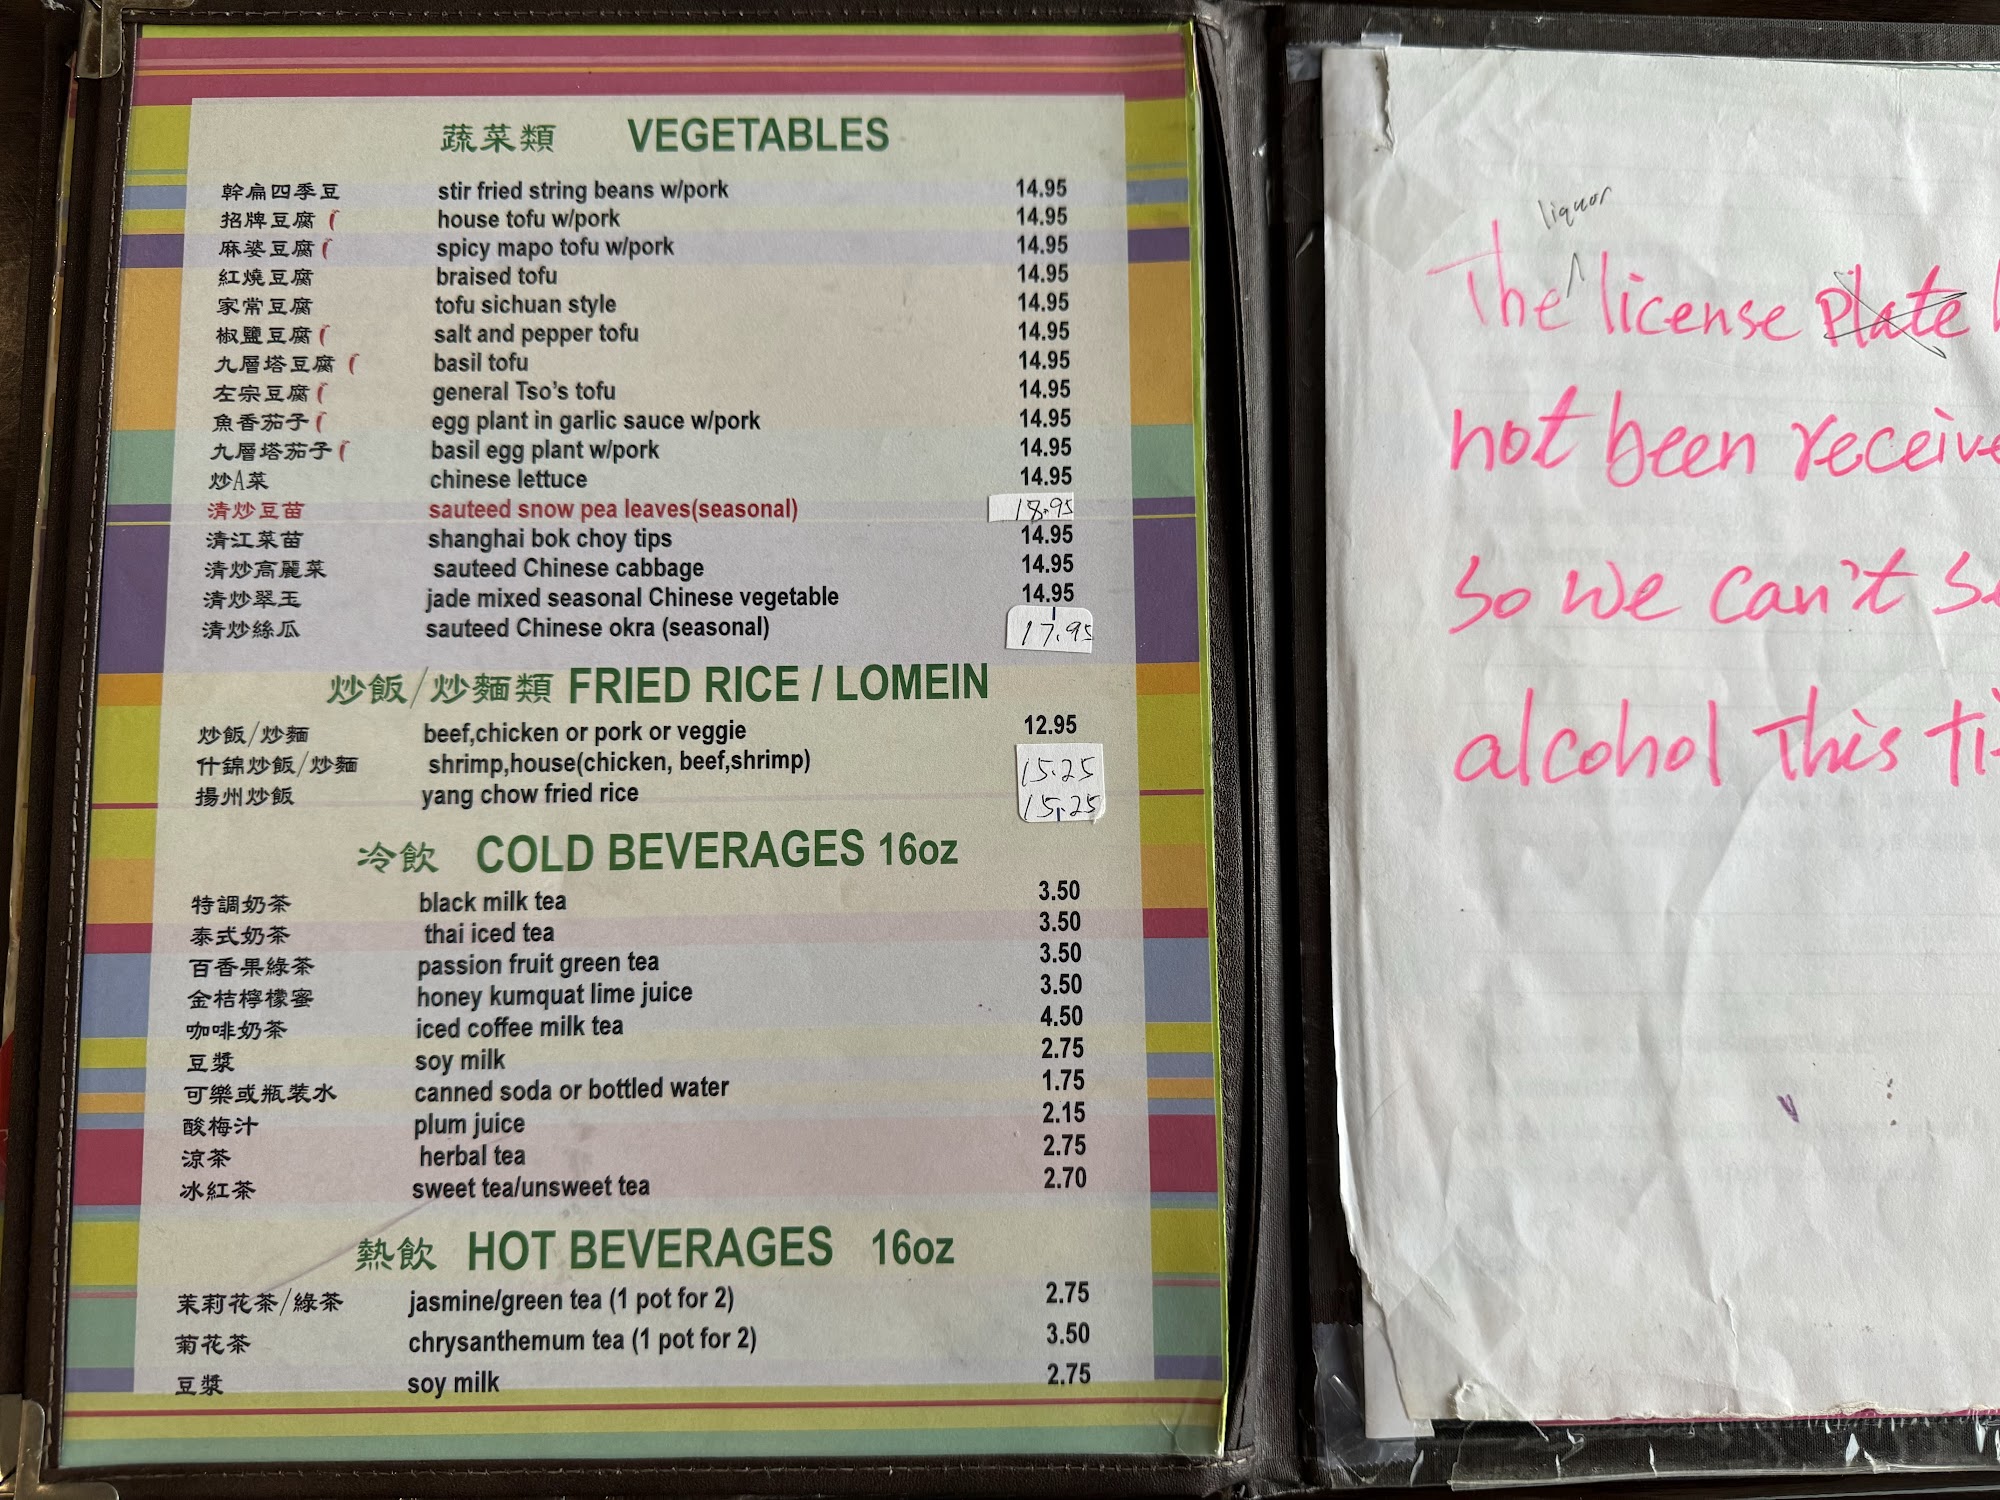 蔬菜類 VEGETABLES
幹扁四季豆 stir fried string beans w/pork 14.95
招牌豆腐 house tofu w/pork 14.95
麻婆豆腐 spicy mapo tofu w/pork 14.95
紅燒豆腐 braised tofu 14.95
家常豆腐 tofu sichuan style 14.95
椒鹽豆腐 salt and pepper tofu 14.95
九層塔豆腐 basil tofu 14.95
左宗豆腐 general Tso's tofu 14.95
魚香茄子 egg plant in garlic sauce w/pork 14.95
九層塔茄子 basil egg plant w/pork 14.95
炒A菜 chinese lettuce 14.95
清炒豆苗 sauteed snow pea leaves(seasonal) 18.95
清江菜苗 shanghai bok choy tips 14.95
清炒高麗菜 sauteed Chinese cabbage 14.95
清炒翠玉 jade mixed seasonal Chinese vegetable 14.95
清炒絲瓜 sauteed Chinese okra (seasonal) 17.95
炒飯/炒麵類 FRIED RICE / LOMEIN
炒飯/炒麵 beef,chicken or pork or veggie 12.95
什錦炒飯/炒麵 shrimp,house(chicken, beef,shrimp) 15.25
揚州炒飯 yang chow fried rice 15.25
冷飲 COLD BEVERAGES 16oz
特調奶茶 black milk tea 3.50
泰式奶茶 thai iced tea 3.50
百香果綠茶 passion fruit green tea 3.50
金桔檸檬蜜 honey kumquat lime juice 3.50
咖啡奶茶 iced coffee milk tea 4.50
豆漿 soy milk 2.75
可樂或瓶裝水 canned soda or bottled water 1.75
酸梅汁 plum juice 2.15
涼茶 herbal tea 2.75
冰紅茶 sweet tea/unsweet tea 2.70
熱飲 HOT BEVERAGES 16oz
茉莉花茶/綠茶 jasmine/green tea (1 pot for 2) 2.75
菊花茶 chrysanthemum tea (1 pot for 2) 3.50
豆漿 soy milk 2.75
liquor
The license Plate
not been receive
so we can't
alcohol This